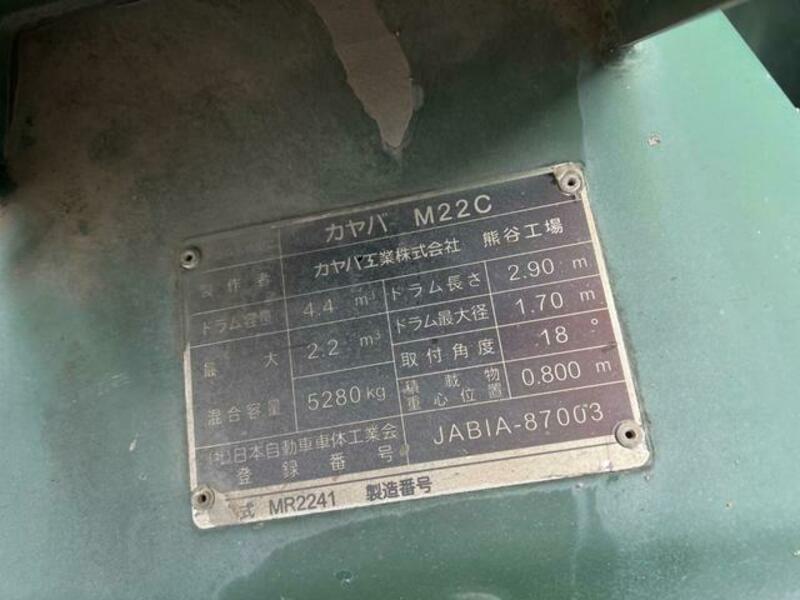 カヤバ M22C
製作者 カヤバ工業株式会社 熊谷工場
ドラム容量 4.4 m³ ドラム長さ 2.90 m
最大 2.2 m³ ドラム最大径 1.70 m
混合容量 5280kg 取付角度 18°
積載物重心位置 0.800 m
(社)日本自動車車体工業会
登録番号 JABIA-87003
式 MR2241 製造番号